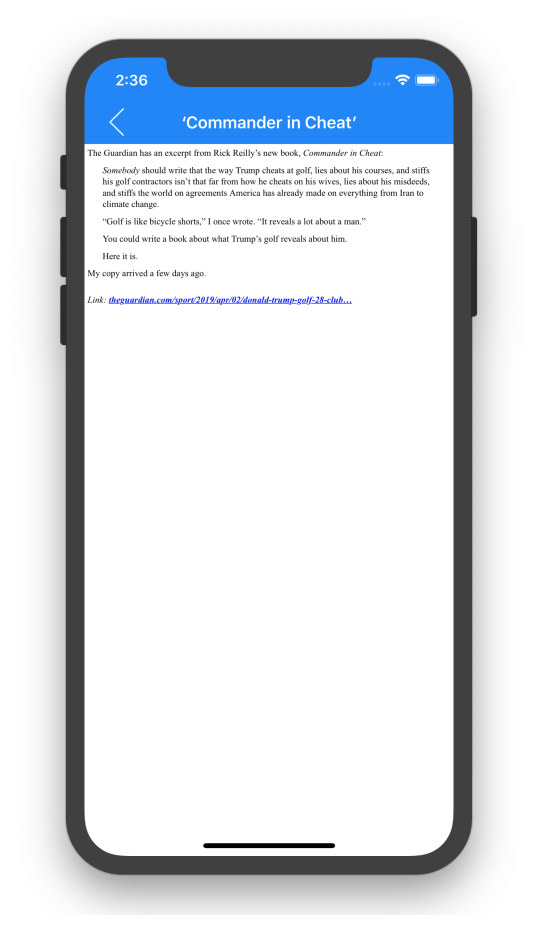 2:36
‘Commander in Cheat’
The Guardian has an excerpt from Rick Reilly’s new book, Commander in Cheat:
Somebody should write that the way Trump cheats at golf, lies about his courses, and stiffs
his golf contractors isn’t that far from how he cheats on his wives, lies about his misdeeds,
and stiffs the world on agreements America has already made on everything from Iran to
climate change.
“Golf is like bicycle shorts,” I once wrote. “It reveals a lot about a man.”
You could write a book about what Trump’s golf reveals about him.
Here it is.
My copy arrived a few days ago.
Link: theguardian.com/sport/2019/apr/02/donald-trump-golf-28-club…